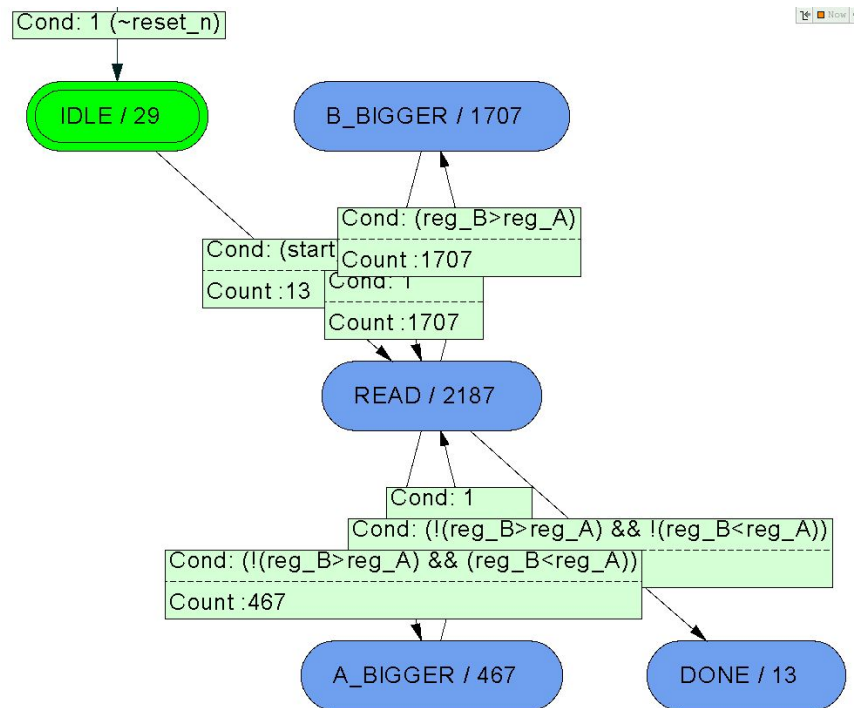 Cond: 1 (~reset_n)
Now
IDLE / 29
B_BIGGER / 1707
Cond: (reg_B>reg_A)
Count :1707
Cond: (start
Count :13
Cond: 1
Count :1707
READ / 2187
Cond: 1
Cond: (!(reg_B>reg_A) && !(reg_B<reg_A))
Cond: (!(reg_B>reg_A) && (reg_B<reg_A))
Count :467
A_BIGGER / 467
DONE / 13